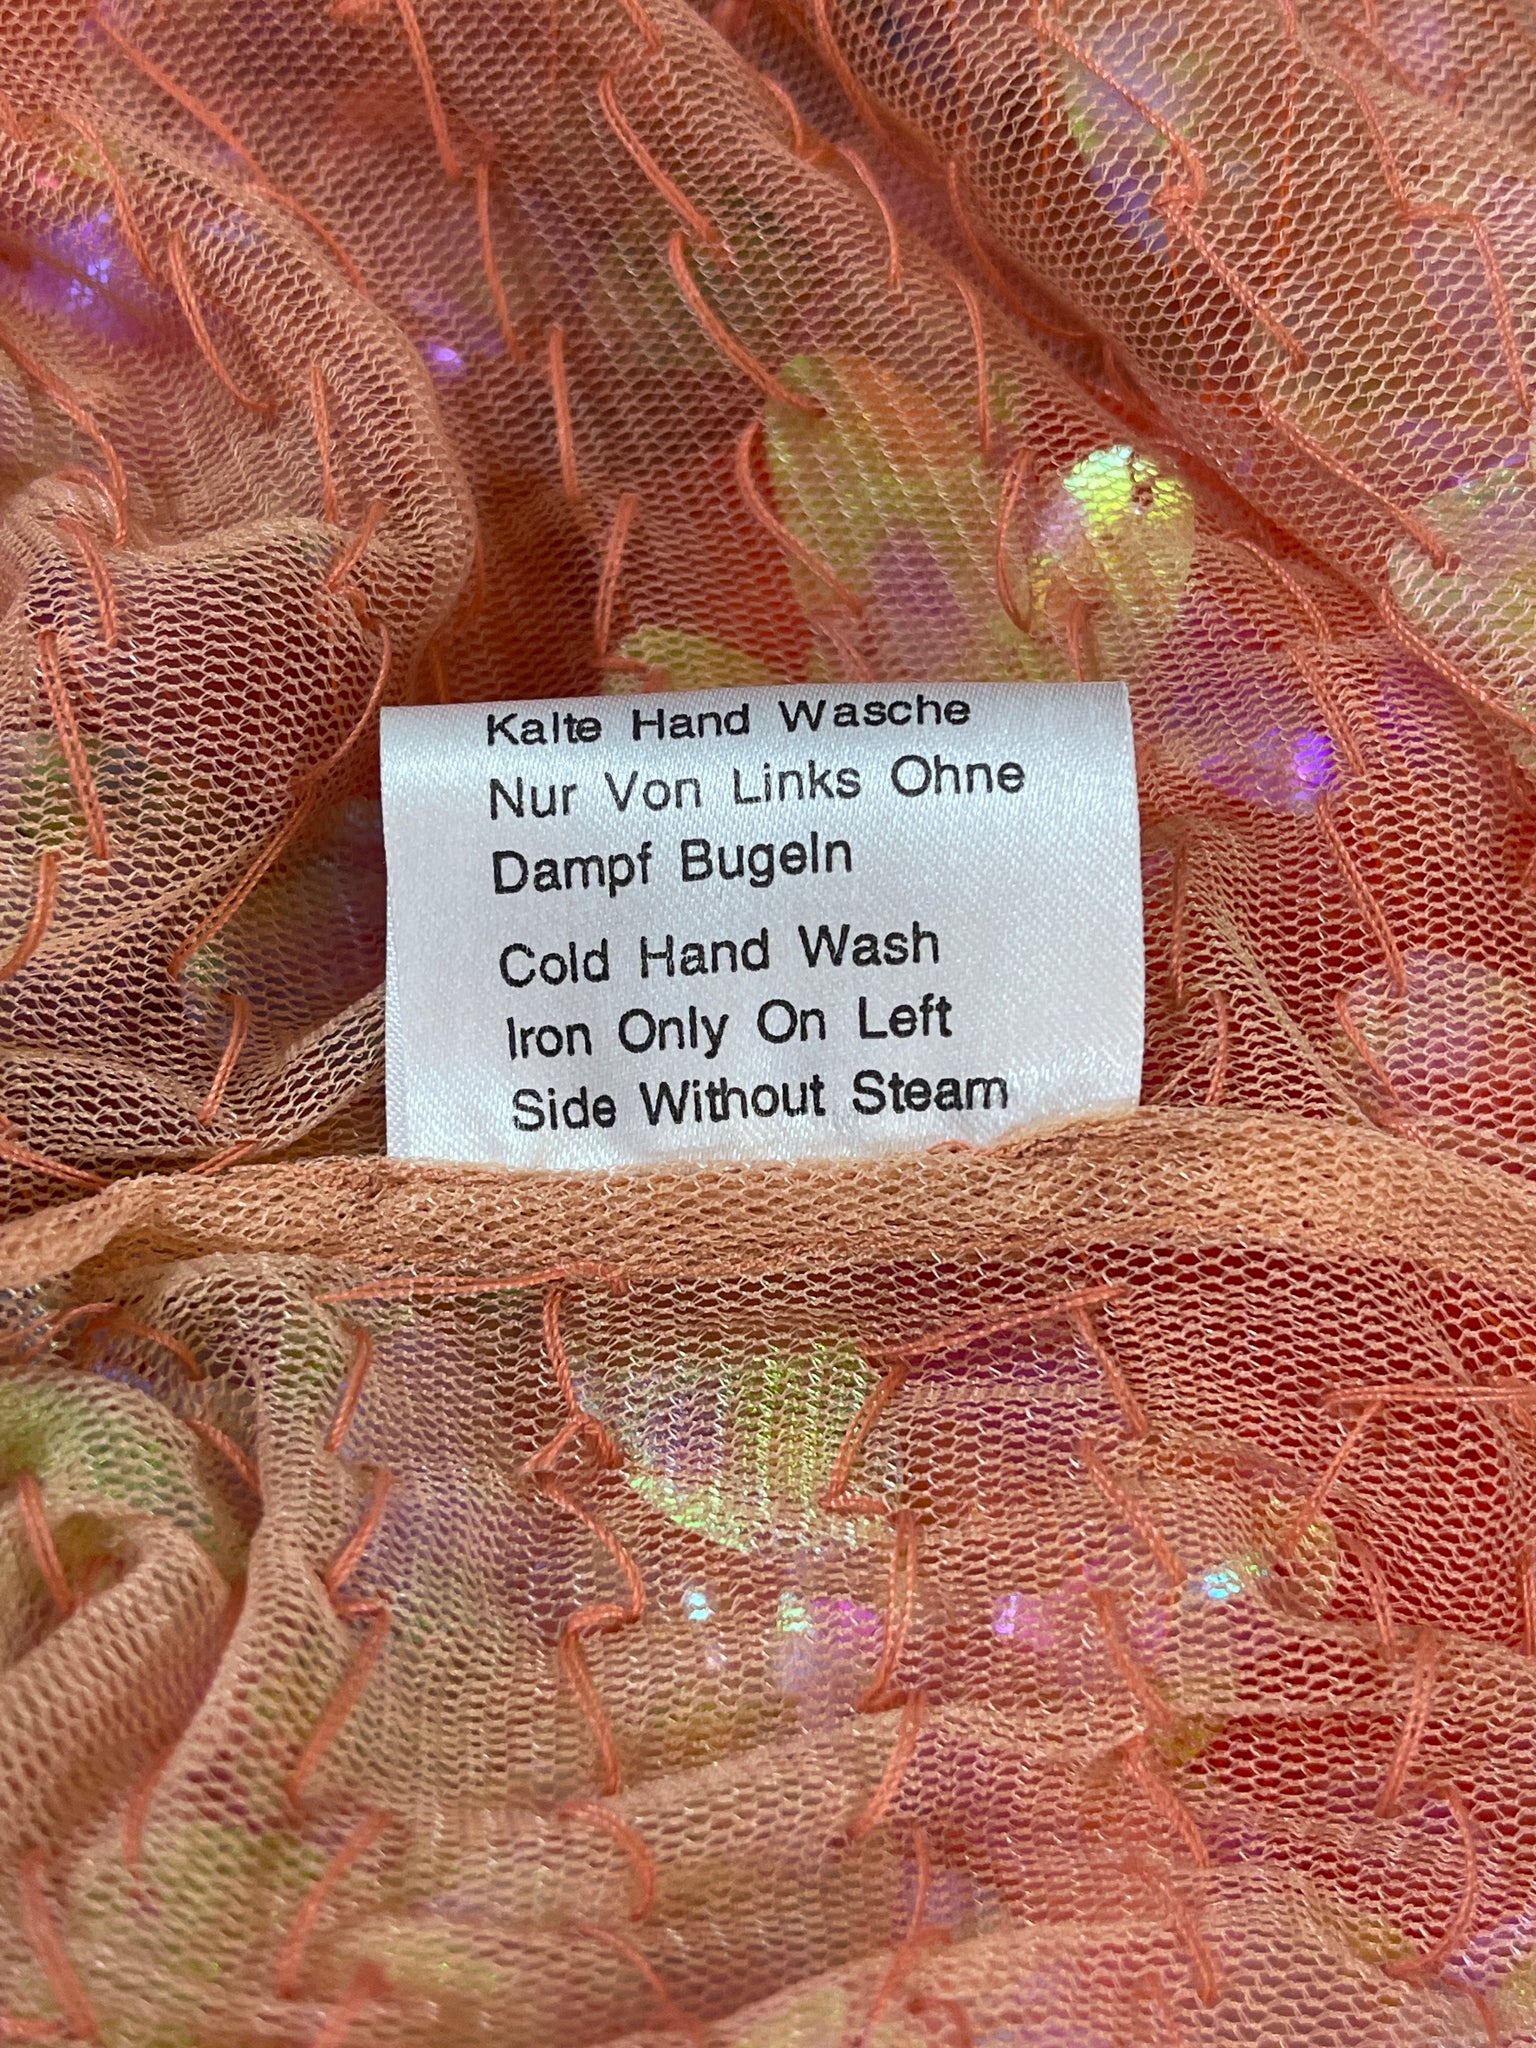 Kalte Hand Wasche
Nur Von Links Ohne
Dampf Bugeln
Cold Hand Wash
Iron Only On Left
Side Without Steam